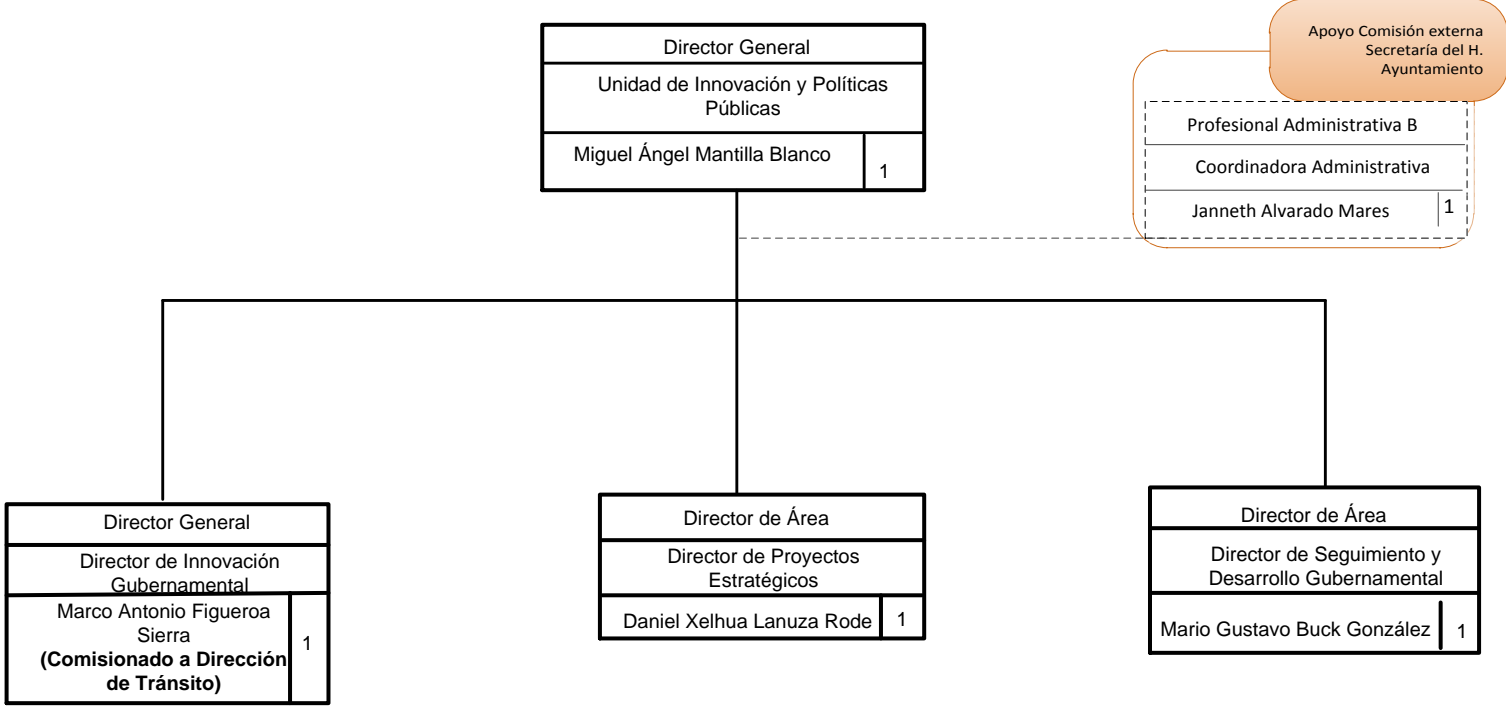 Director General
Unidad de Innovación y Políticas
Públicas
Miguel Ángel Mantilla Blanco
1
Apoyo Comisión externa
Secretaría del H.
Ayuntamiento
Profesional Administrativa B
Coordinadora Administrativa
Janneth Alvarado Mares
1
Director General
Director de Innovación
Gubernamental
Marco Antonio Figueroa
Sierra
(Comisionado a Dirección
de Tránsito)
1
Director de Área
Director de Proyectos
Estratégicos
Daniel Xelhua Lanuza Rode
1
Director de Área
Director de Seguimiento y
Desarrollo Gubernamental
Mario Gustavo Buck González
1